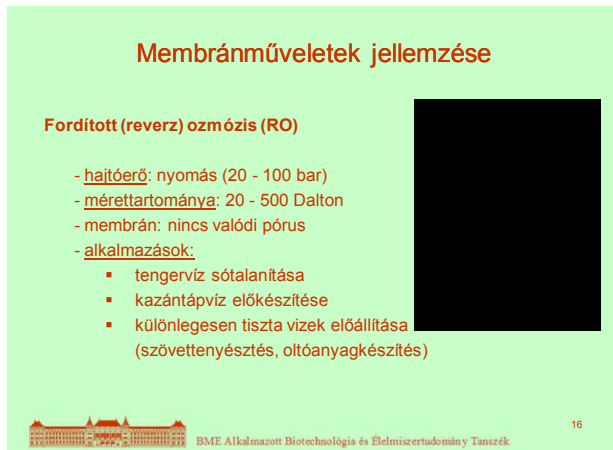 Membránműveletek jellemzése
Fordított (reverz) ozmózis (RO)
- hajtóerő: nyomás (20 - 100 bar)
- mérettartománya: 20 - 500 Dalton
- membrán: nincs valódi pórus
- alkalmazások:
▪ tengervíz sótalanítása
▪ kazántápvíz előkészítése
▪ különlegesen tiszta vizek előállítása
(szövettenyésztés, oltóanyagkészítés)
16
BME Alkalmazott Biotechnológia és Élelmiszertudomány Tanszék